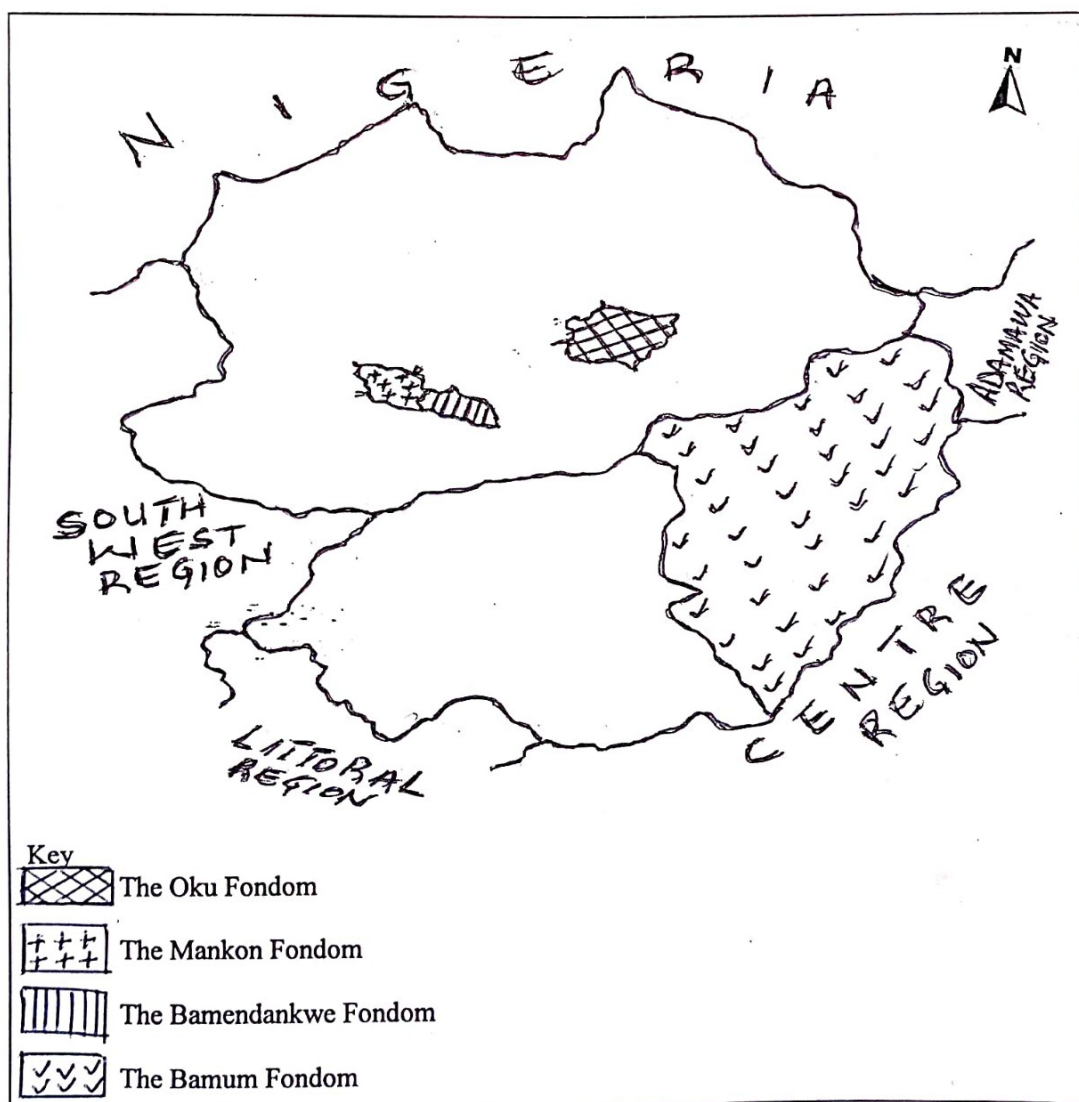 NIGERIA
N
ADAMAWA
REGION
SOUTH
WEST
REGION
CENTRE
REGION
LITTORAL
REGION
Key
The Oku Fondom
The Mankon Fondom
The Bamendankwe Fondom
The Bamum Fondom